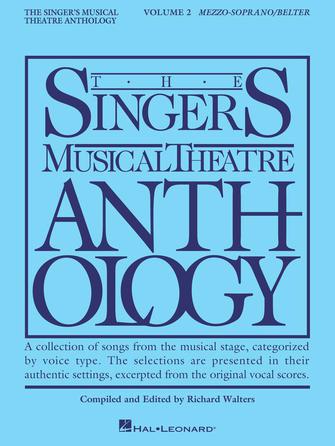 THE SINGER'S MUSICAL THEATRE ANTHOLOGY
VOLUME 2 MEZZO-SOPRANO/BELTER
THE
SINGERS
MUSICAL THEATRE
ANTH
OLOGY
A collection of songs from the musical stage, categorized
by voice type. The selections are presented in their
authentic settings, excerpted from the original vocal scores.
Compiled and Edited by Richard Walters
HAL•LEONARD®